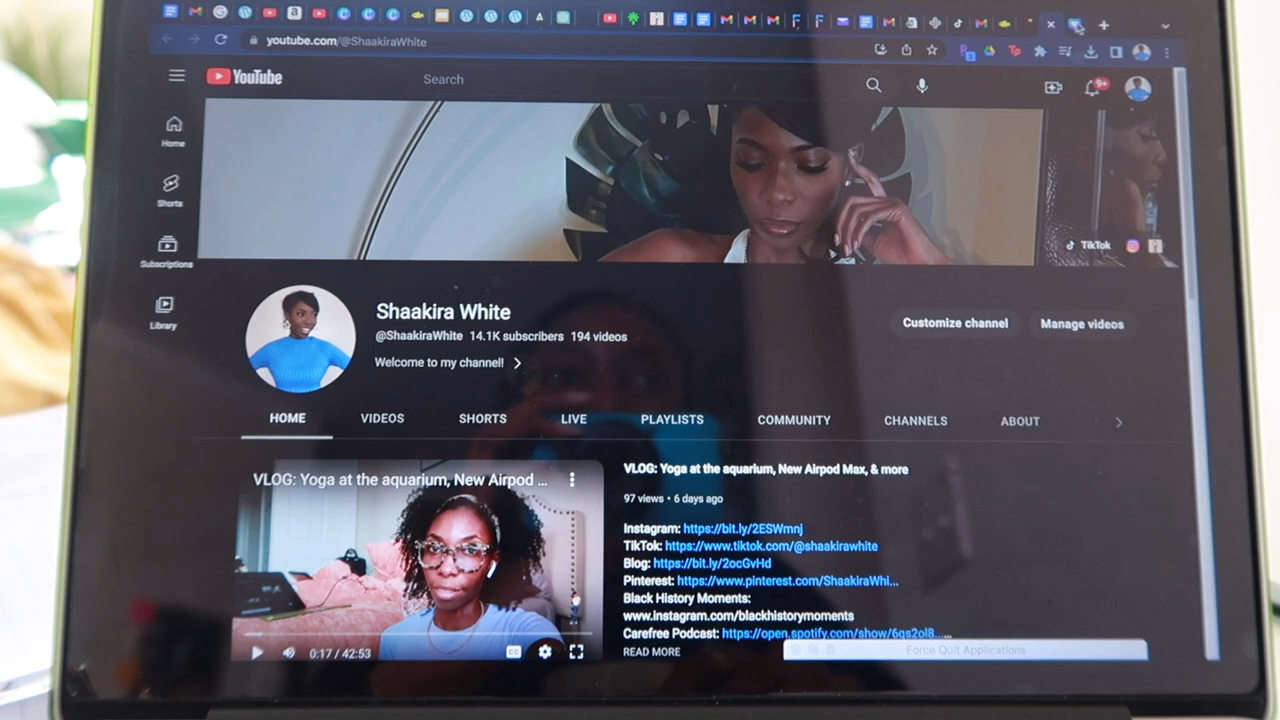 youtube.com/@ShaakiraWhite
YouTube
Search
9+
Home
Shorts
Subscriptions
Library
TikTok
Shaakira White
@ShaakiraWhite 14.1K subscribers 194 videos
Welcome to my channel!
Customize channel
Manage videos
HOME VIDEOS SHORTS LIVE PLAYLISTS COMMUNITY CHANNELS ABOUT
VLOG: Yoga at the aquarium, New Airpod ...
0:17 / 42:53
VLOG: Yoga at the aquarium, New Airpod Max, & more
97 views • 6 days ago
Instagram: https://bit.ly/2ESWmnj
TikTok: https://www.tiktok.com/@shaakirawhite
Blog: https://bit.ly/2ocGvHd
Pinterest: https://www.pinterest.com/ShaakiraWhi...
Black History Moments:
www.instagram.com/blackhistorymoments
Carefree Podcast: https://open.spotify.com/show/6qs2ol8...
READ MORE
Force Quit Applications